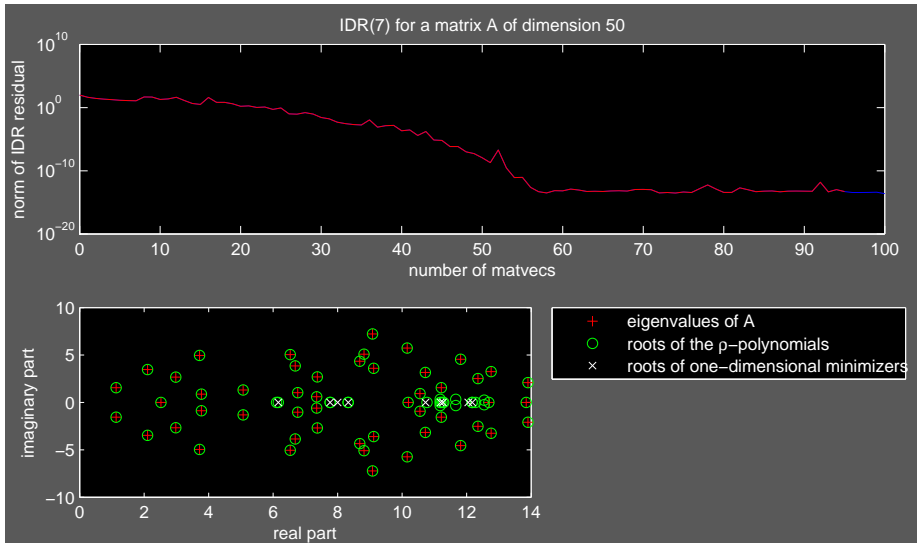 IDR(7) for a matrix A of dimension 50
norm of IDR residual
10^10
10^0
10^−10
10^−20
0 10 20 30 40 50 60 70 80 90 100
number of matvecs
imaginary part
10
5
0
−5
−10
0 2 4 6 8 10 12 14
real part
eigenvalues of A
roots of the ρ−polynomials
roots of one−dimensional minimizers